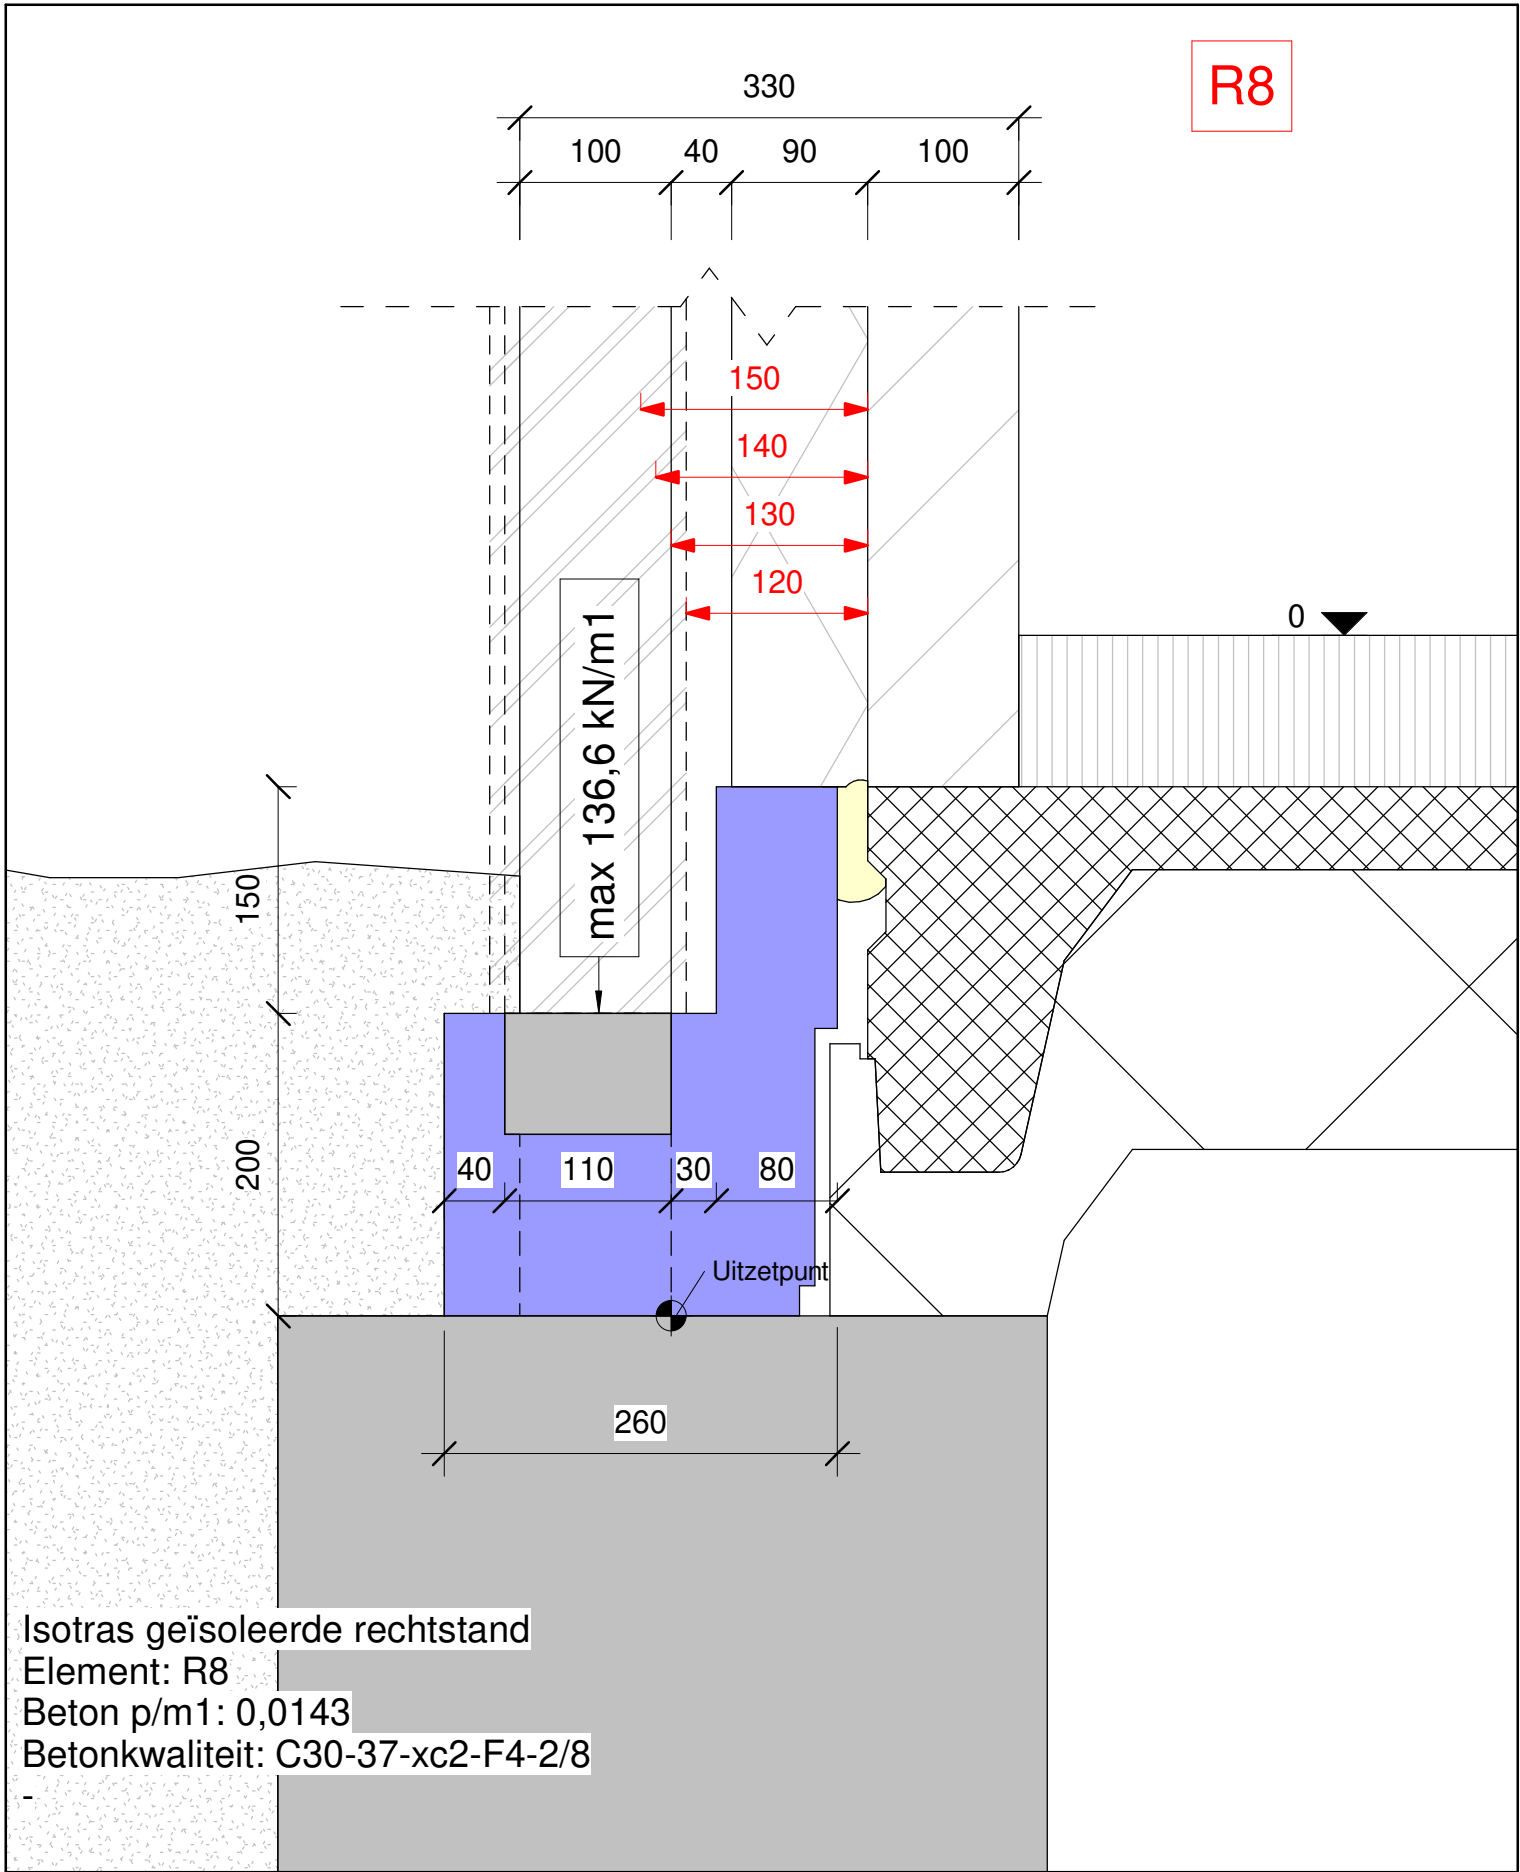 R8
330
100 40 90 100
150
140
130
120
0
max 136,6 kN/m1
150
200
40 110 30 80
Uitzetpunt
260
Isotras geïsoleerde rechtstand
Element: R8
Beton p/m1: 0,0143
Betonkwaliteit: C30-37-xc2-F4-2/8
-